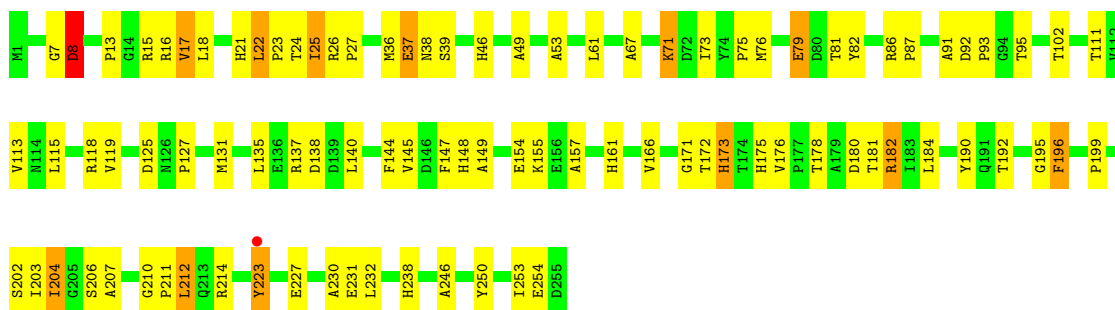 M1 G7 D8 P13 G14 R15 R16 V17 L18 H21 L22 P23 T24 I25 R26 P27 M36 E37 N38 S39 H46 A49 A53 L61 A67 K71 D72 I73 Y74 P75 M76 E79 D80 T81 Y82 R86 P87 A91 D92 P93 G94 T95 T102 T111
V113 N114 L115 R118 V119 D125 N126 P127 M131 L135 E136 R137 D138 D139 L140 F144 V145 D146 F147 H148 A149 E154 K155 E156 A157 H161 V166 G171 T172 H173 T174 H175 V176 P177 T178 A179 D180 T181 R182 I183 L184 Y190 Q191 T192 G195 F196 P199
S202 I203 I204 G205 S206 A207 G210 P211 L212 Q213 R214 Y223 E227 A230 E231 L232 H238 A246 Y250 I253 E254 D255